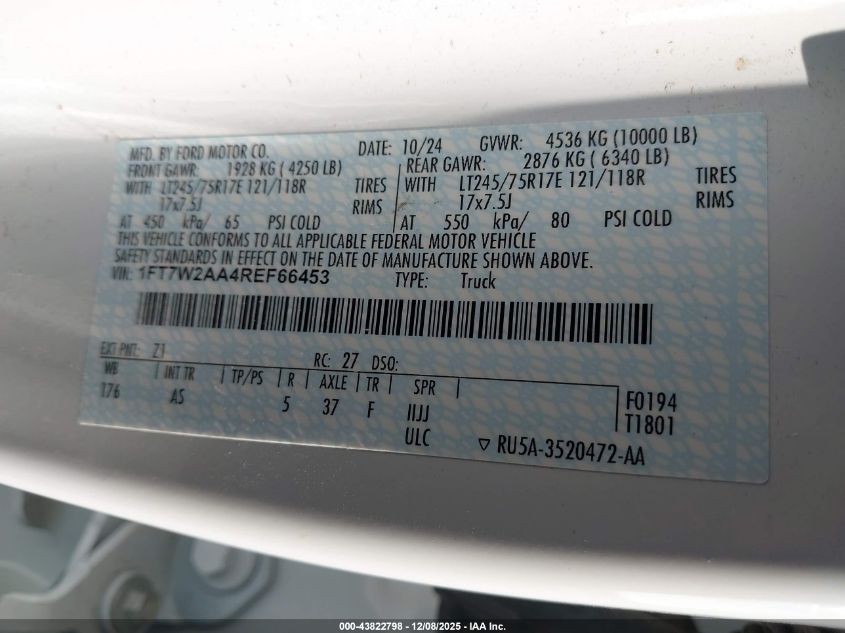 MFD. BY FORD MOTOR CO. DATE: 10/24 GVWR: 4536 KG (10000 LB)
FRONT GAWR: 1928 KG ( 4250 LB) REAR GAWR: 2876 KG ( 6340 LB)
WITH LT245/75R17E 121/118R TIRES WITH LT245/75R17E 121/118R TIRES
17x7.5J RIMS 17x7.5J RIMS
AT 450 kPa/ 65 PSI COLD AT 550 kPa/ 80 PSI COLD
THIS VEHICLE CONFORMS TO ALL APPLICABLE FEDERAL MOTOR VEHICLE
SAFETY STANDARDS IN EFFECT ON THE DATE OF MANUFACTURE SHOWN ABOVE.
VIN: 1FT7W2AA4REF66453 TYPE: Truck
EXT PNT: Z1 RC: 27 DSO:
WB INT TR TP/PS R AXLE TR SPR
176 AS 5 37 F IIJJ F0194
ULC T1801
▽ RU5A-3520472-AA
000-43822798 - 12/08/2025 - IAA Inc.